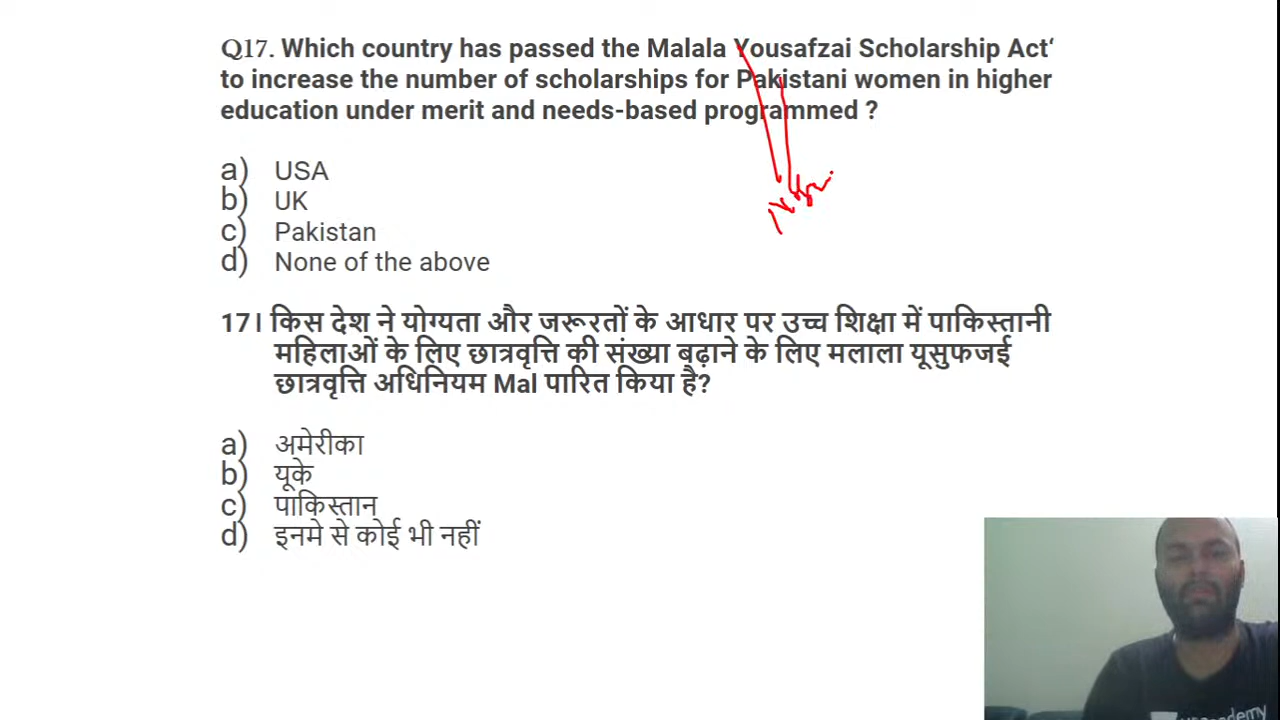 Q17. Which country has passed the Malala Yousafzai Scholarship Act‘
to increase the number of scholarships for Pakistani women in higher
education under merit and needs-based programmed ?
a) USA
b) UK
c) Pakistan
d) None of the above
17। किस देश ने योग्यता और जरूरतों के आधार पर उच्च शिक्षा में पाकिस्तानी
महिलाओं के लिए छात्रवृत्ति की संख्या बढ़ाने के लिए मलाला यूसुफजई
छात्रवृत्ति अधिनियम Mal पारित किया है?
a) अमेरीका
b) यूके
c) पाकिस्तान
d) इनमे से कोई भी नहीं